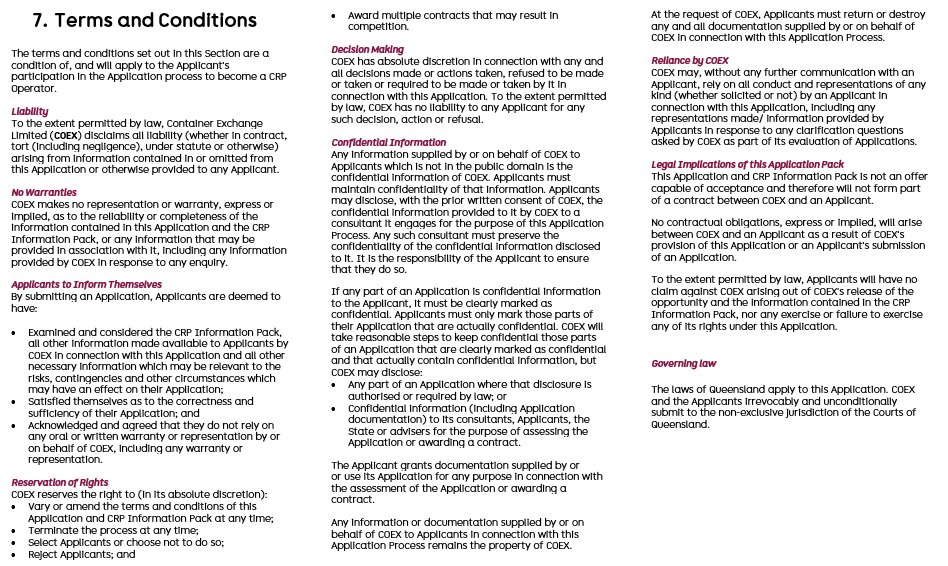 7. Terms and Conditions
The terms and conditions set out in this Section are a
condition of, and will apply to the Applicant's
participation in the Application process to become a CRP
Operator.
Liability
To the extent permitted by law, Container Exchange
Limited (COEX) disclaims all liability (whether in contract,
tort (including negligence), under statute or otherwise)
arising from information contained in or omitted from
this Application or otherwise provided to any Applicant.
No Warranties
COEX makes no representation or warranty, express or
implied, as to the reliability or completeness of the
information contained in this Application and the CRP
Information Pack, or any information that may be
provided in association with it, including any information
provided by COEX in response to any enquiry.
Applicants to Inform Themselves
By submitting an Application, Applicants are deemed to
have:
• Examined and considered the CRP Information Pack,
all other information made available to Applicants by
COEX in connection with this Application and all other
necessary information which may be relevant to the
risks, contingencies and other circumstances which
may have an effect on their Application;
• Satisfied themselves as to the correctness and
sufficiency of their Application; and
• Acknowledged and agreed that they do not rely on
any oral or written warranty or representation by or
on behalf of COEX, including any warranty or
representation.
Reservation of Rights
COEX reserves the right to (in its absolute discretion):
• Vary or amend the terms and conditions of this
Application and CRP Information Pack at any time;
• Terminate the process at any time;
• Select Applicants or choose not to do so;
• Reject Applicants; and
• Award multiple contracts that may result in
competition.
Decision Making
COEX has absolute discretion in connection with any and
all decisions made or actions taken, refused to be made
or taken or required to be made or taken by it in
connection with this Application. To the extent permitted
by law, COEX has no liability to any Applicant for any
such decision, action or refusal.
Confidential Information
Any information supplied by or on behalf of COEX to
Applicants which is not in the public domain is the
confidential information of COEX. Applicants must
maintain confidentiality of that information. Applicants
may disclose, with the prior written consent of COEX, the
confidential information provided to it by COEX to a
consultant it engages for the purpose of this Application
Process. Any such consultant must preserve the
confidentiality of the confidential information disclosed
to it. It is the responsibility of the Applicant to ensure
that they do so.
If any part of an Application is confidential information
to the Applicant, it must be clearly marked as
confidential. Applicants must only mark those parts of
their Application that are actually confidential. COEX will
take reasonable steps to keep confidential those parts
of an Application that are clearly marked as confidential
and that actually contain confidential information, but
COEX may disclose:
• Any part of an Application where that disclosure is
authorised or required by law; or
• Confidential information (including Application
documentation) to its consultants, Applicants, the
State or advisers for the purpose of assessing the
Application or awarding a contract.
The Applicant grants documentation supplied by or
or use its Application for any purpose in connection with
the assessment of the Application or awarding a
contract.
Any information or documentation supplied by or on
behalf of COEX to Applicants in connection with this
Application Process remains the property of COEX.
At the request of COEX, Applicants must return or destroy
any and all documentation supplied by or on behalf of
COEX in connection with this Application Process.
Reliance by COEX
COEX may, without any further communication with an
Applicant, rely on all conduct and representations of any
kind (whether solicited or not) by an Applicant in
connection with this Application, including any
representations made/ information provided by
Applicants in response to any clarification questions
asked by COEX as part of its evaluation of Applications.
Legal Implications of this Application Pack
This Application and CRP Information Pack is not an offer
capable of acceptance and therefore will not form part
of a contract between COEX and an Applicant.
No contractual obligations, express or implied, will arise
between COEX and an Applicant as a result of COEX's
provision of this Application or an Applicant's submission
of an Application.
To the extent permitted by law, Applicants will have no
claim against COEX arising out of COEX's release of the
opportunity and the information contained in the CRP
Information Pack, nor any exercise or failure to exercise
any of its rights under this Application.
Governing law
The laws of Queensland apply to this Application. COEX
and the Applicants irrevocably and unconditionally
submit to the non-exclusive jurisdiction of the Courts of
Queensland.